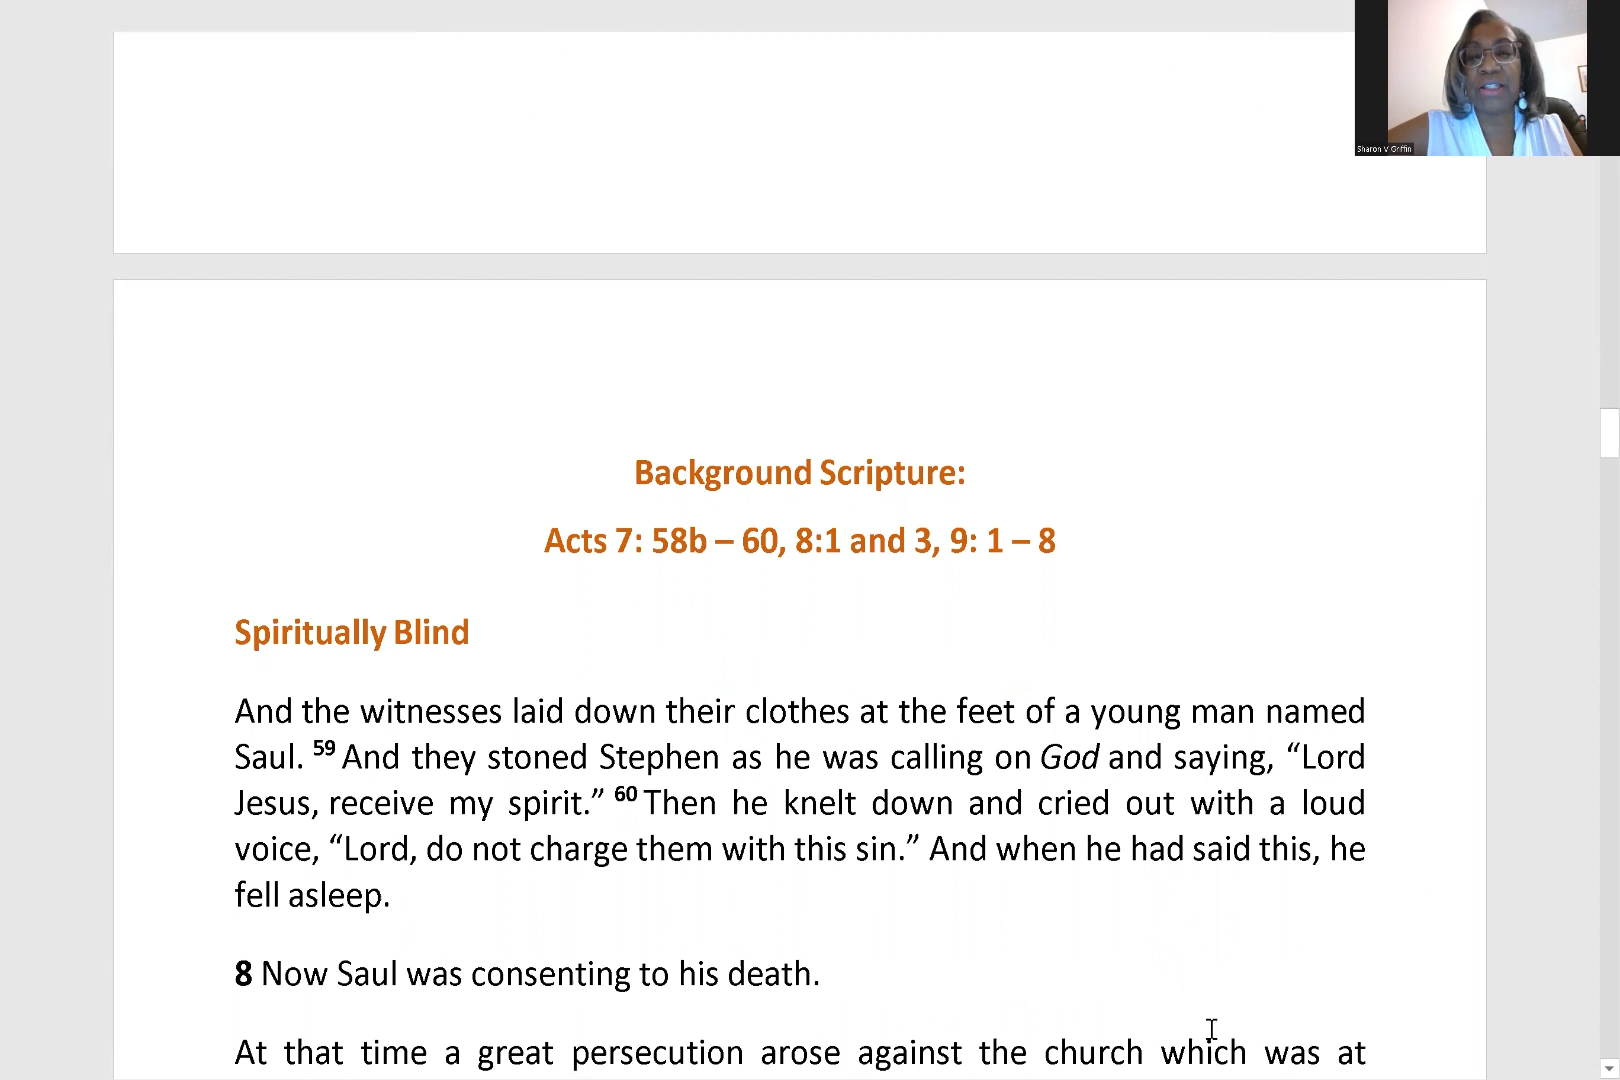 Sharon V Griffin
Background Scripture:
Acts 7: 58b – 60, 8:1 and 3, 9: 1 – 8
Spiritually Blind
And the witnesses laid down their clothes at the feet of a young man named
Saul. 59 And they stoned Stephen as he was calling on God and saying, “Lord
Jesus, receive my spirit.” 60 Then he knelt down and cried out with a loud
voice, “Lord, do not charge them with this sin.” And when he had said this, he
fell asleep.
8 Now Saul was consenting to his death.
At that time a great persecution arose against the church which was at